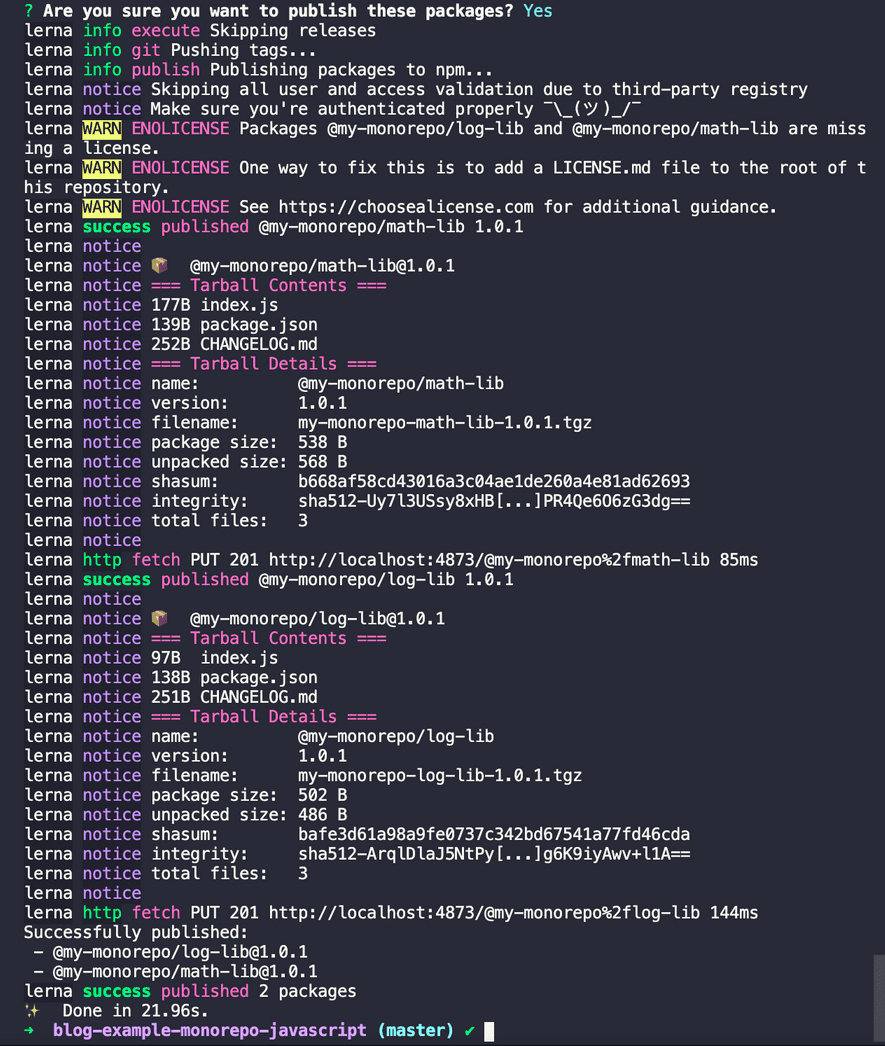 ? Are you sure you want to publish these packages? Yes
lerna info execute Skipping releases
lerna info git Pushing tags...
lerna info publish Publishing packages to npm...
lerna notice Skipping all user and access validation due to third-party registry
lerna notice Make sure you're authenticated properly ¯\_(ツ)_/¯
lerna WARN ENOLICENSE Packages @my-monorepo/log-lib and @my-monorepo/math-lib are miss
ing a license.
lerna WARN ENOLICENSE One way to fix this is to add a LICENSE.md file to the root of t
his repository.
lerna WARN ENOLICENSE See https://choosealicense.com for additional guidance.
lerna success published @my-monorepo/math-lib 1.0.1
lerna notice
lerna notice 📦  @my-monorepo/math-lib@1.0.1
lerna notice === Tarball Contents ===
lerna notice 177B index.js
lerna notice 139B package.json
lerna notice 252B CHANGELOG.md
lerna notice === Tarball Details ===
lerna notice name:          @my-monorepo/math-lib
lerna notice version:       1.0.1
lerna notice filename:      my-monorepo-math-lib-1.0.1.tgz
lerna notice package size:  538 B
lerna notice unpacked size: 568 B
lerna notice shasum:        b668af58cd43016a3c04ae1de260a4e81ad62693
lerna notice integrity:     sha512-Uy7l3USsy8xHB[...]PR4Qe6O6zG3dg==
lerna notice total files:   3
lerna notice
lerna http fetch PUT 201 http://localhost:4873/@my-monorepo%2fmath-lib 85ms
lerna success published @my-monorepo/log-lib 1.0.1
lerna notice
lerna notice 📦  @my-monorepo/log-lib@1.0.1
lerna notice === Tarball Contents ===
lerna notice 97B  index.js
lerna notice 138B package.json
lerna notice 251B CHANGELOG.md
lerna notice === Tarball Details ===
lerna notice name:          @my-monorepo/log-lib
lerna notice version:       1.0.1
lerna notice filename:      my-monorepo-log-lib-1.0.1.tgz
lerna notice package size:  502 B
lerna notice unpacked size: 486 B
lerna notice shasum:        bafe3d61a98a9fe0737c342bd67541a77fd46cda
lerna notice integrity:     sha512-ArqlDlaJ5NtPy[...]g6K9iyAwv+l1A==
lerna notice total files:   3
lerna notice
lerna http fetch PUT 201 http://localhost:4873/@my-monorepo%2flog-lib 144ms
Successfully published:
 - @my-monorepo/log-lib@1.0.1
 - @my-monorepo/math-lib@1.0.1
lerna success published 2 packages
✨  Done in 21.96s.
➜  blog-example-monorepo-javascript (master) ✔